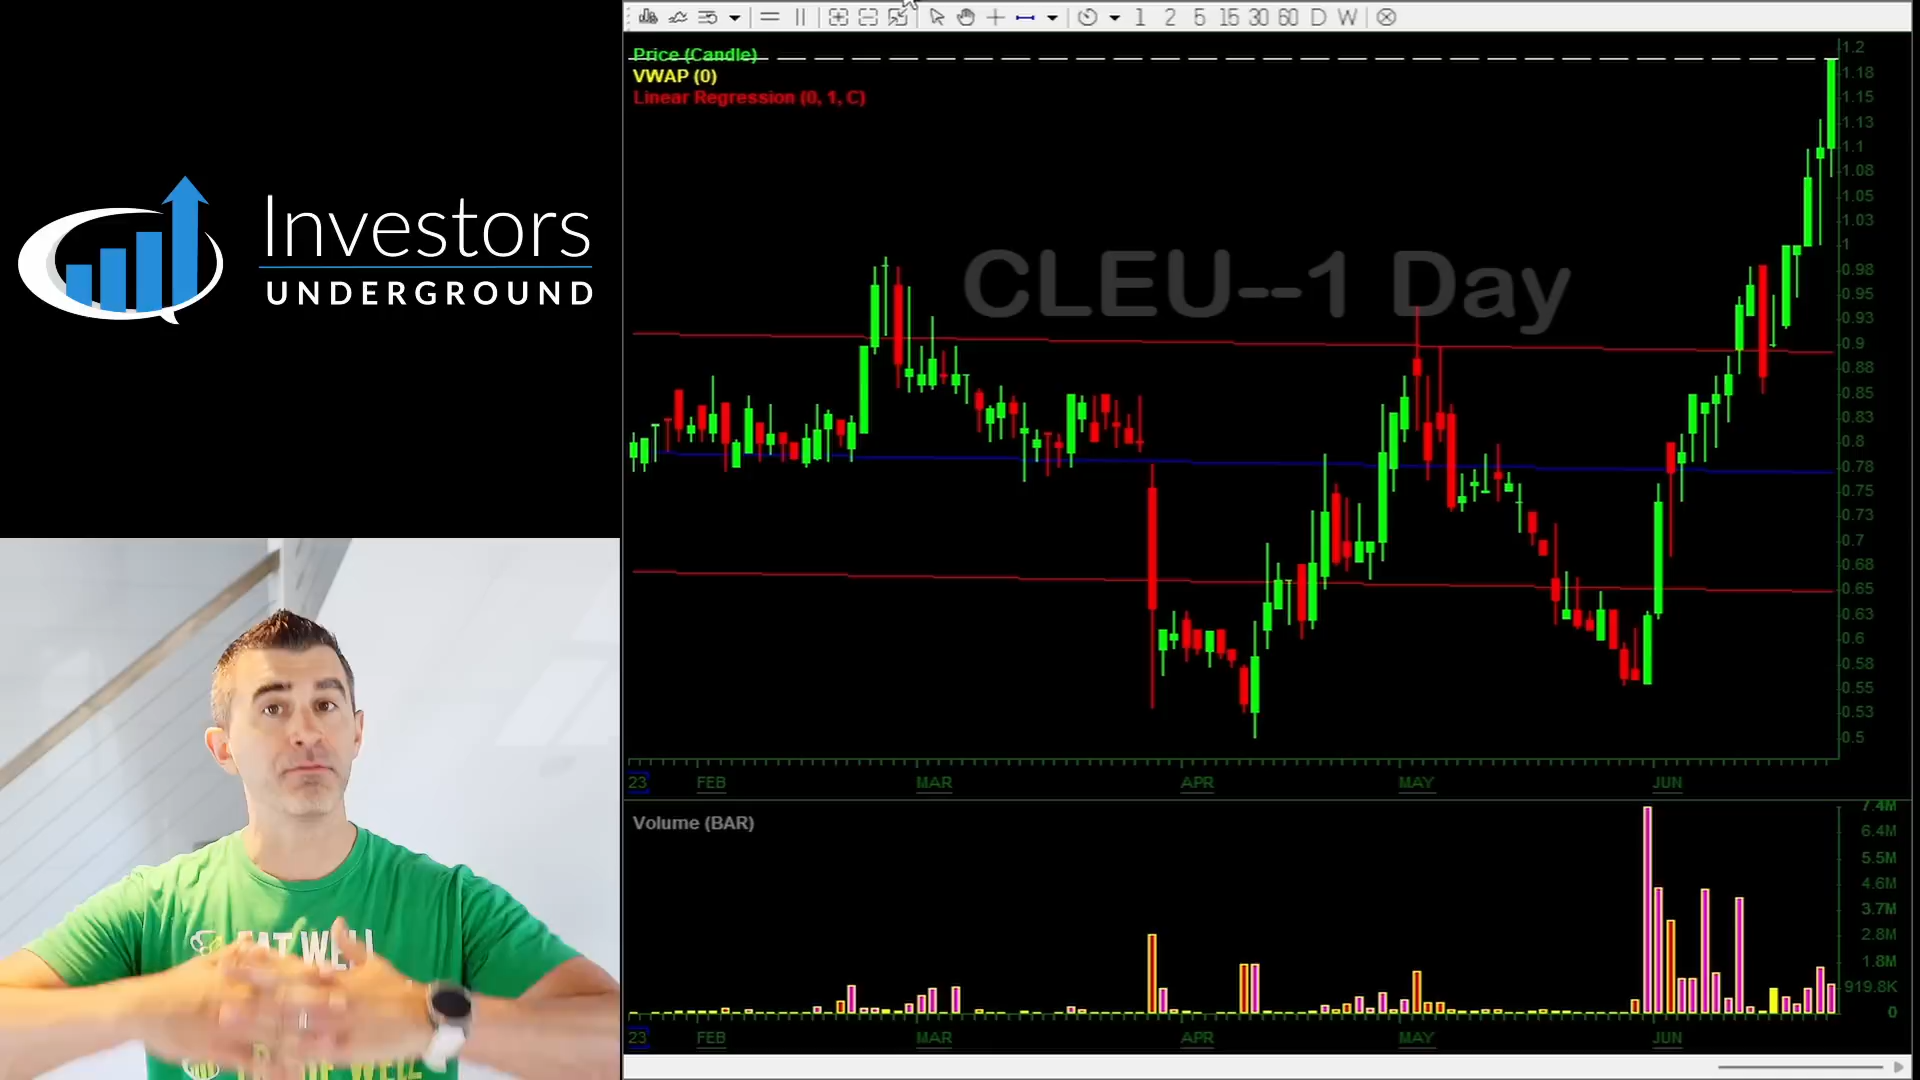 Investors
UNDERGROUND
1 2 5 15 30 60 D W
Price (Candle)
VWAP (0)
Linear Regression (0, 1, C)
CLEU--1 Day
1.2
1.18
1.15
1.13
1.1
1.08
1.05
1.03
1
0.98
0.95
0.93
0.9
0.88
0.85
0.83
0.8
0.78
0.75
0.73
0.7
0.68
0.65
0.63
0.6
0.58
0.55
0.53
0.5
23 FEB MAR APR MAY JUN
Volume (BAR)
7.4M
6.4M
5.5M
4.6M
3.7M
2.8M
1.8M
919.8K
0
23 FEB MAR APR MAY JUN
EAT WELL
WELL